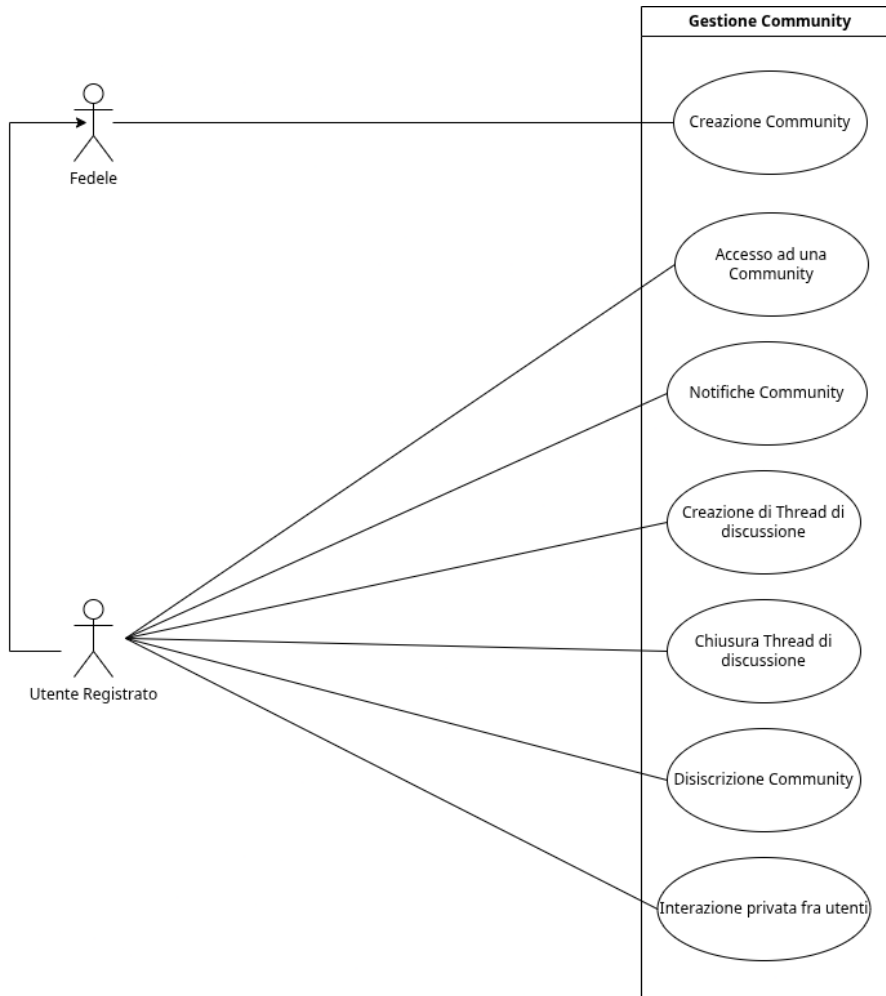 Gestione Community
Creazione Community
Fedele
Accesso ad una
Community
Notifiche Community
Creazione di Thread di
discussione
Chiusura Thread di
discussione
Utente Registrato
Disiscrizione Community
Interazione privata fra utenti